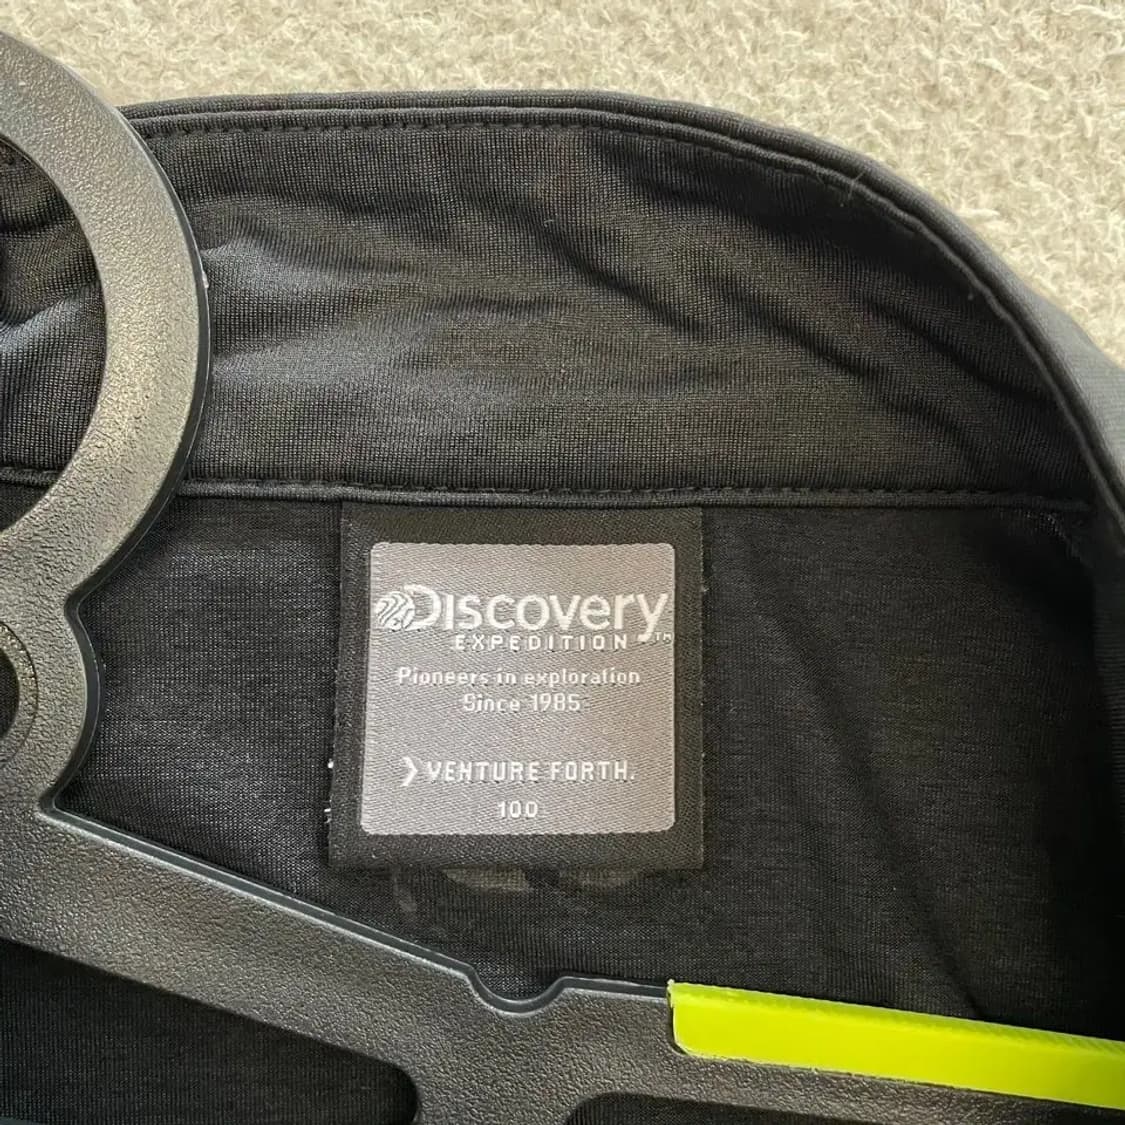 Discovery
EXPEDITION™
Pioneers in exploration
Since 1985
❯ VENTURE FORTH.
100